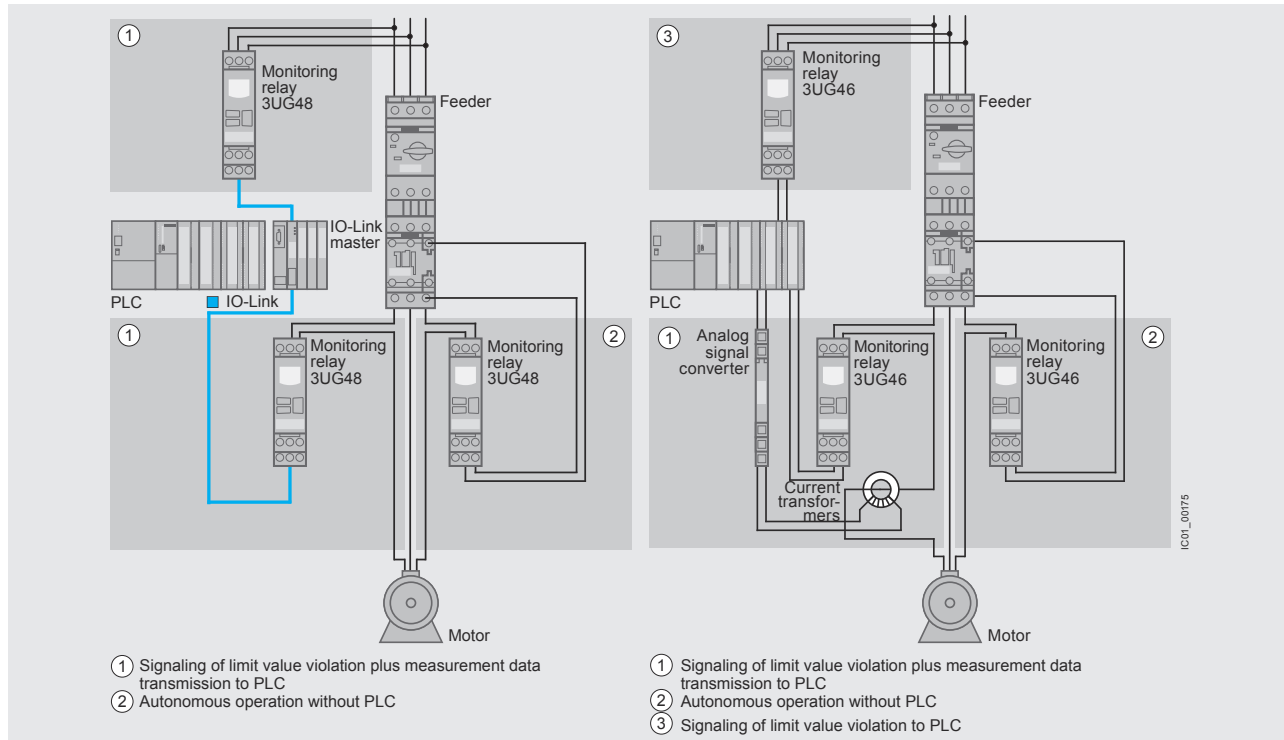 1
Monitoring
relay
3UG48
Feeder
IO-Link
master
PLC
IO-Link
1
Monitoring
relay
3UG48
Monitoring
relay
3UG48
2
Motor
1 Signaling of limit value violation plus measurement data
transmission to PLC
2 Autonomous operation without PLC
3
Monitoring
relay
3UG46
Feeder
PLC
1
Analog
signal
converter
Monitoring
relay
3UG46
Monitoring
relay
3UG46
2
Current
transfor-
mers
Motor
1 Signaling of limit value violation plus measurement data
transmission to PLC
2 Autonomous operation without PLC
3 Signaling of limit value violation to PLC
IC01_00175